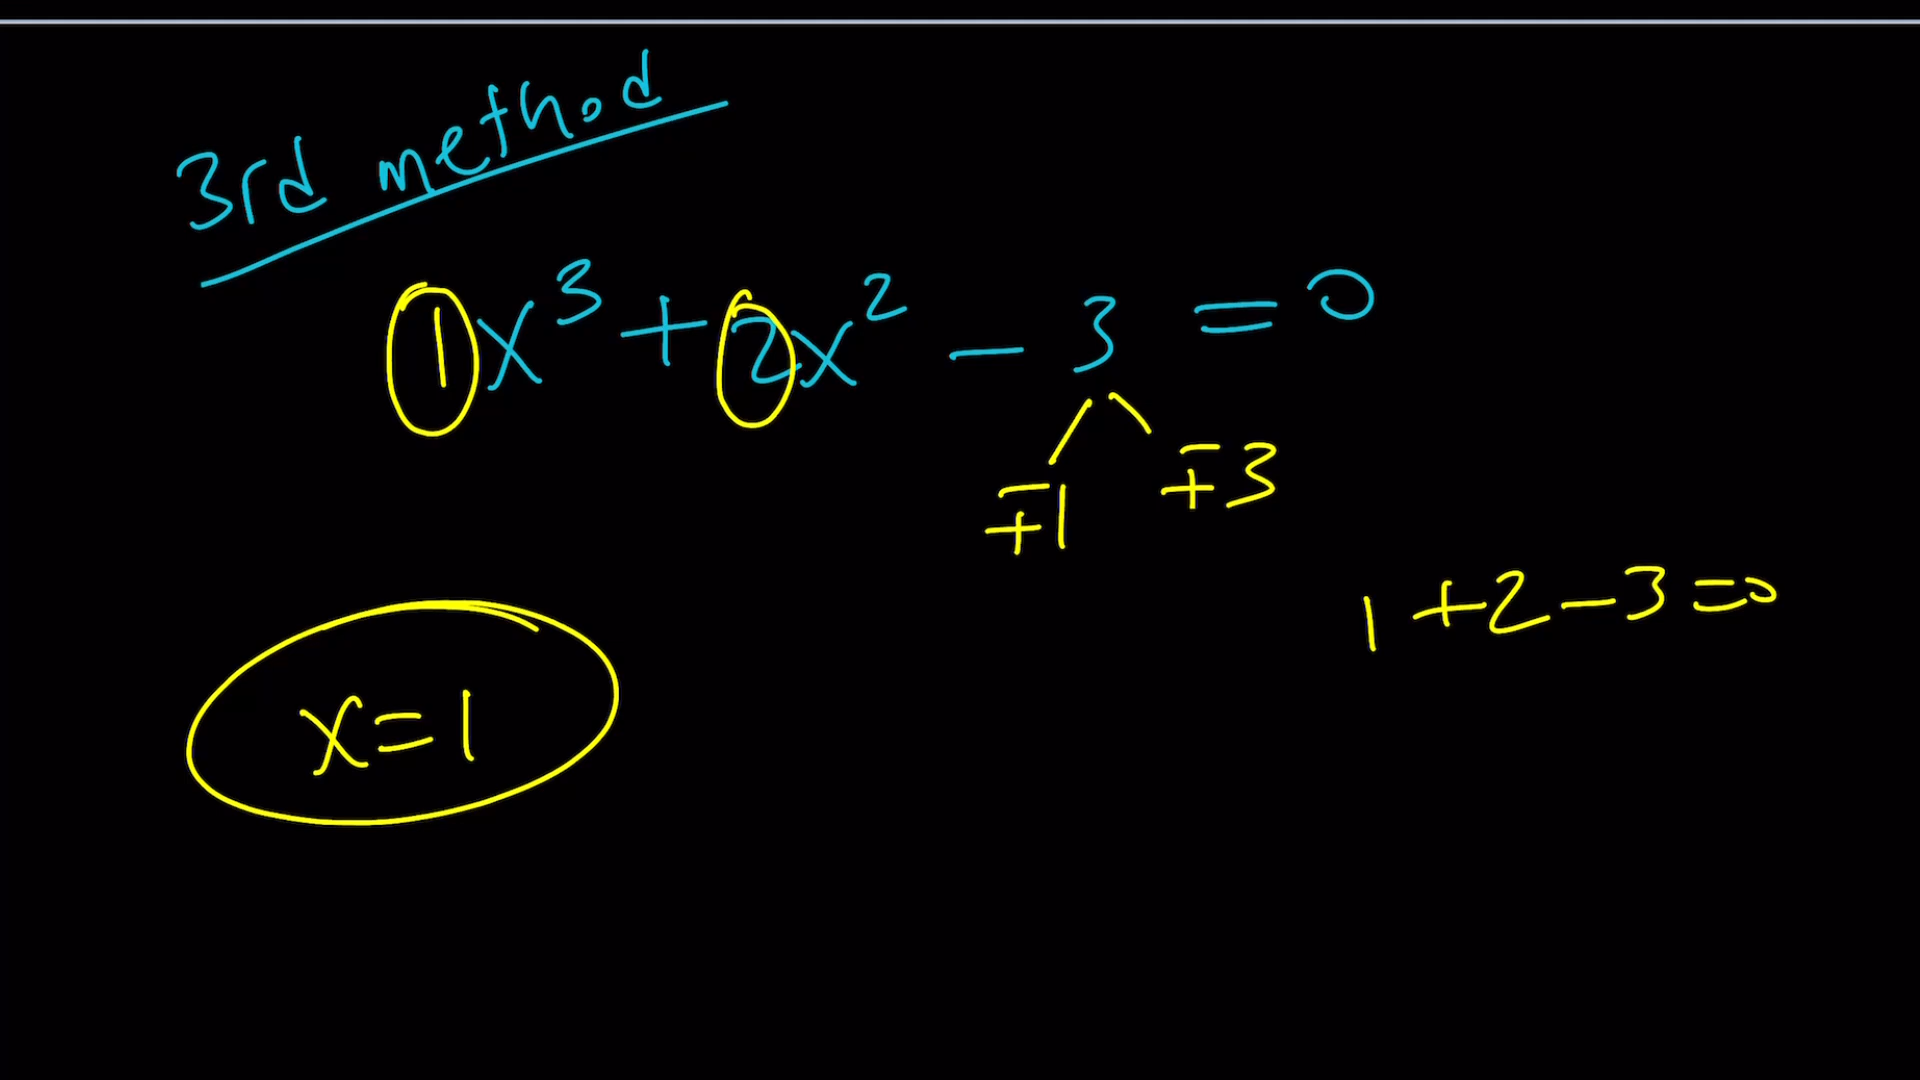 3rd method
1x³ + 2x² - 3 = 0
∓1 ∓3
1 + 2 - 3 = 0
x = 1